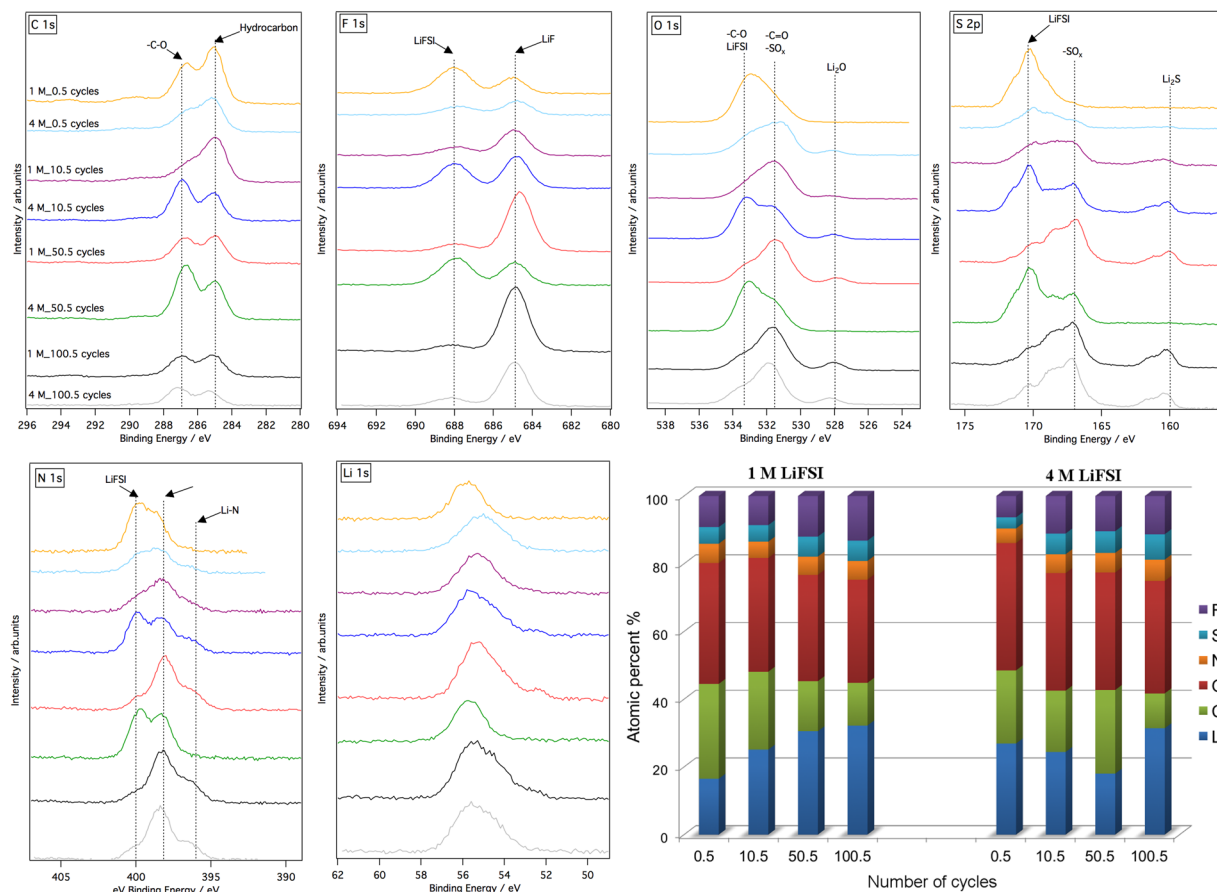 C 1s
Hydrocarbon
-C-O
1 M_0.5 cycles
4 M_0.5 cycles
1 M_10.5 cycles
4 M_10.5 cycles
1 M_50.5 cycles
4 M_50.5 cycles
1 M_100.5 cycles
4 M_100.5 cycles
Intensity / arb.units
296 294 292 290 288 286 284 282 280
Binding Energy / eV
F 1s
LiFSI
LiF
Intensity / arb.units
694 692 690 688 686 684 682 680
Binding Energy / eV
O 1s
-C-O
LiFSI
-C=O
-SOₓ
Li₂O
Intensity / arb.units
538 536 534 532 530 528 526 524
Binding Energy / eV
S 2p
LiFSI
-SOₓ
Li₂S
Intensity / arb.units
175 170 165 160
Binding Energy / eV
N 1s
LiFSI
Li-N
Intensity / arb.units
405 400 395 390
eV Binding Energy / eV
Li 1s
Intensity / arb.units
62 60 58 56 54 52 50
Binding Energy / eV
1 M LiFSI
4 M LiFSI
Atomic percent %
100
80
60
40
20
0
S
N
0.5 10.5 50.5 100.5 0.5 10.5 50.5 100.5
Number of cycles